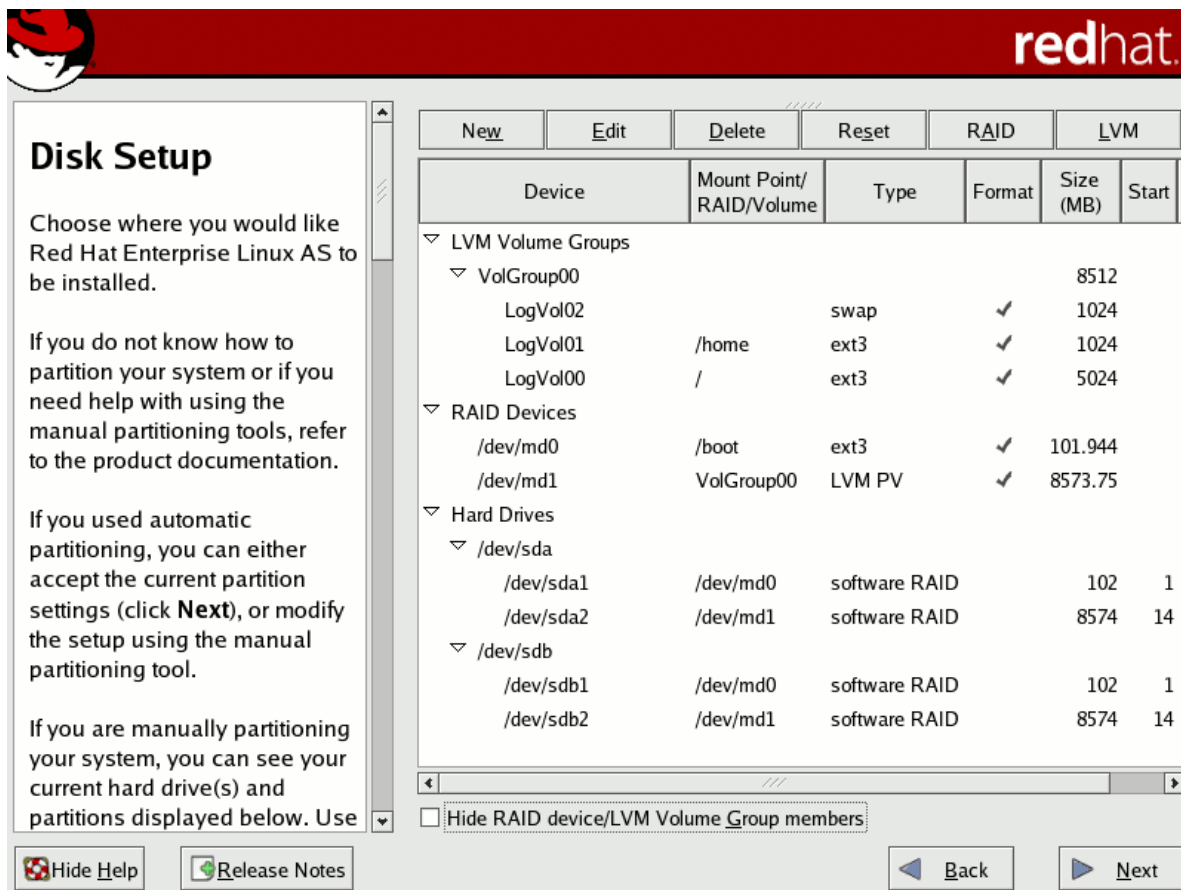 redhat.
Disk Setup
Choose where you would like
Red Hat Enterprise Linux AS to
be installed.
If you do not know how to
partition your system or if you
need help with using the
manual partitioning tools, refer
to the product documentation.
If you used automatic
partitioning, you can either
accept the current partition
settings (click Next), or modify
the setup using the manual
partitioning tool.
If you are manually partitioning
your system, you can see your
current hard drive(s) and
partitions displayed below. Use
New Edit Delete Reset RAID LVM
Device Mount Point/ RAID/Volume Type Format Size (MB) Start
LVM Volume Groups
VolGroup00 8512
LogVol02 swap 1024
LogVol01 /home ext3 1024
LogVol00 / ext3 5024
RAID Devices
/dev/md0 /boot ext3 101.944
/dev/md1 VolGroup00 LVM PV 8573.75
Hard Drives
/dev/sda
/dev/sda1 /dev/md0 software RAID 102 1
/dev/sda2 /dev/md1 software RAID 8574 14
/dev/sdb
/dev/sdb1 /dev/md0 software RAID 102 1
/dev/sdb2 /dev/md1 software RAID 8574 14
Hide RAID device/LVM Volume Group members
Hide Help Release Notes Back Next